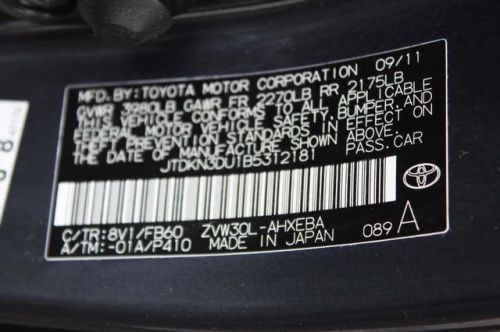 MFD. BY: TOYOTA MOTOR CORPORATION 09/11
GVWR 3980LB GAWR FR 2270LB RR 2175LB
THIS VEHICLE CONFORMS TO ALL APPLICABLE
FEDERAL MOTOR VEHICLE SAFETY, BUMPER, AND
THEFT PREVENTION STANDARDS IN EFFECT ON
THE DATE OF MANUFACTURE SHOWN ABOVE.
JTDKN3DU1B5312181 PASS.CAR
C/TR: 8V1/FB60 ZVW30L-AHXEBA
A/TM: -01A/P410 MADE IN JAPAN 089 A